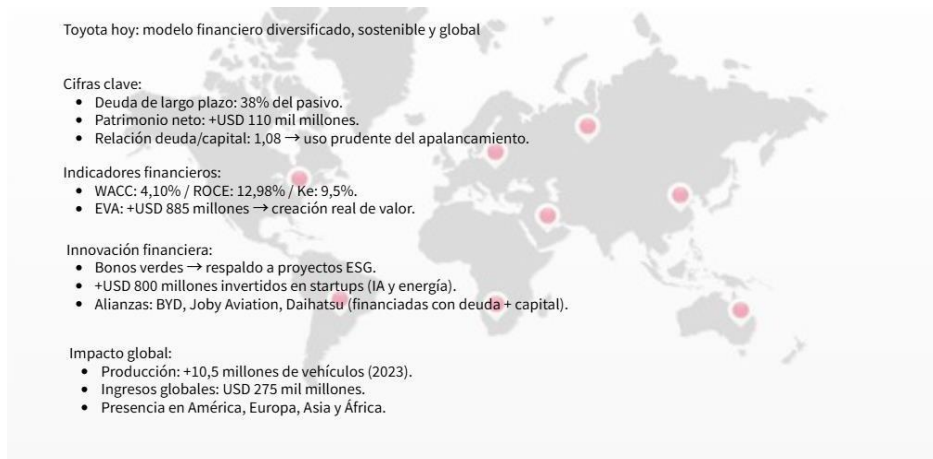 Toyota hoy: modelo financiero diversificado, sostenible y global
Cifras clave:
• Deuda de largo plazo: 38% del pasivo.
• Patrimonio neto: +USD 110 mil millones.
• Relación deuda/capital: 1,08 → uso prudente del apalancamiento.
Indicadores financieros:
• WACC: 4,10% / ROCE: 12,98% / Ke: 9,5%.
• EVA: +USD 885 millones → creación real de valor.
Innovación financiera:
• Bonos verdes → respaldo a proyectos ESG.
• +USD 800 millones invertidos en startups (IA y energía).
• Alianzas: BYD, Joby Aviation, Daihatsu (financiadas con deuda + capital).
Impacto global:
• Producción: +10,5 millones de vehículos (2023).
• Ingresos globales: USD 275 mil millones.
• Presencia en América, Europa, Asia y África.